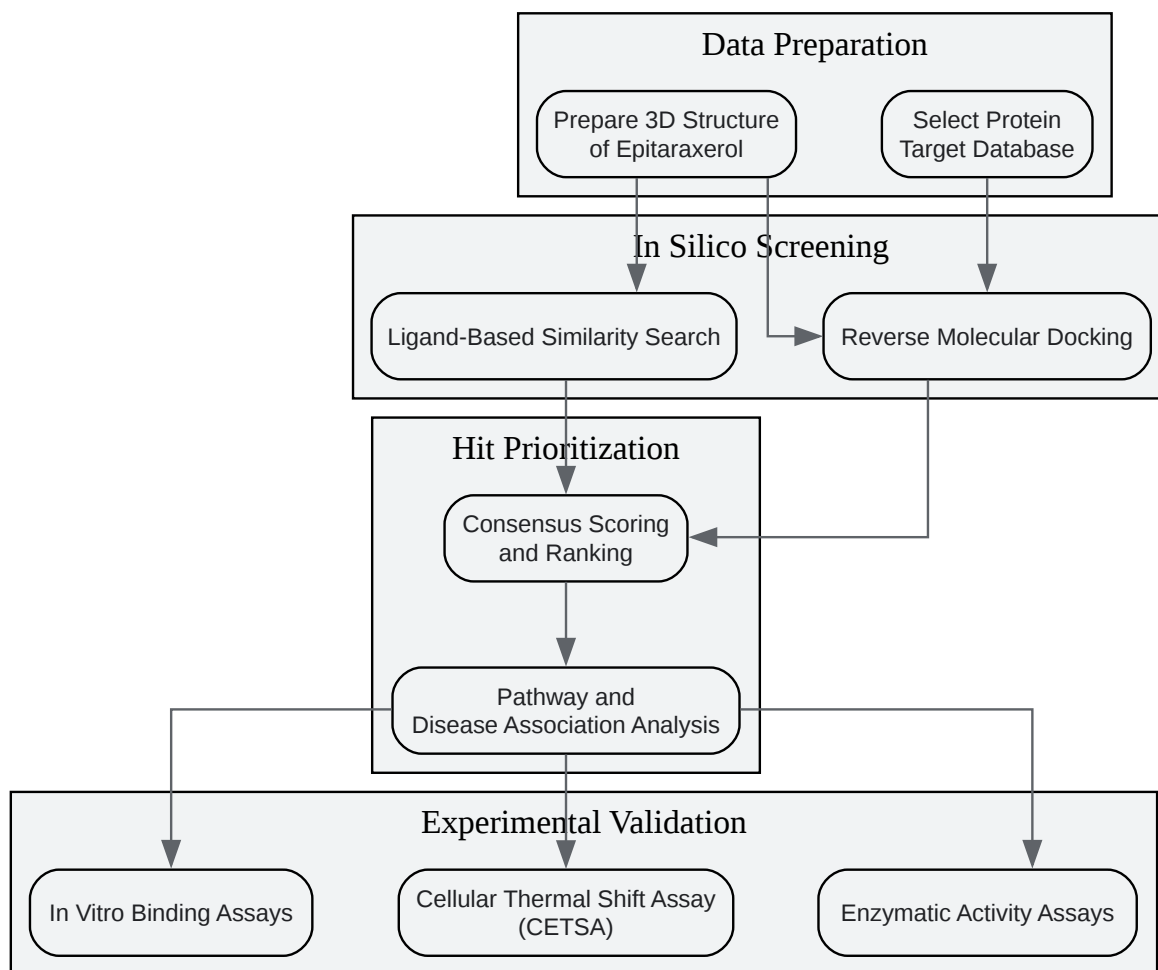 Data Preparation
Prepare 3D Structure
of Epitaraxerol
Select Protein
Target Database
In Silico Screening
Ligand-Based Similarity Search
Reverse Molecular Docking
Hit Prioritization
Consensus Scoring
and Ranking
Pathway and
Disease Association Analysis
Experimental Validation
In Vitro Binding Assays
Cellular Thermal Shift Assay
(CETSA)
Enzymatic Activity Assays